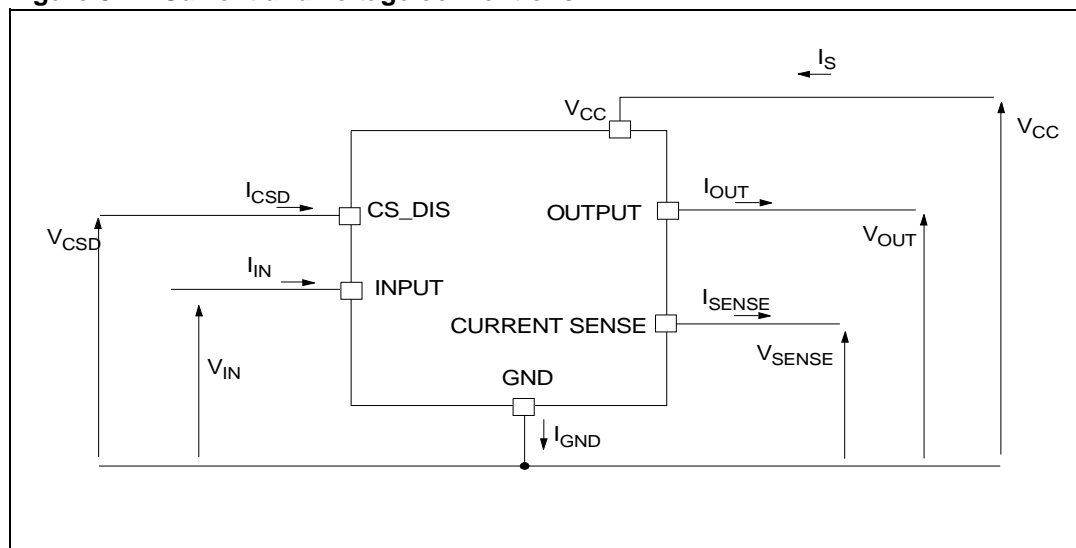 Figure Current and voltage conventions
I_S
V_CC
V_CC
I_CSD
CS_DIS
OUTPUT
I_OUT
V_CSD
V_OUT
I_IN
INPUT
I_SENSE
CURRENT SENSE
V_IN
V_SENSE
GND
I_GND